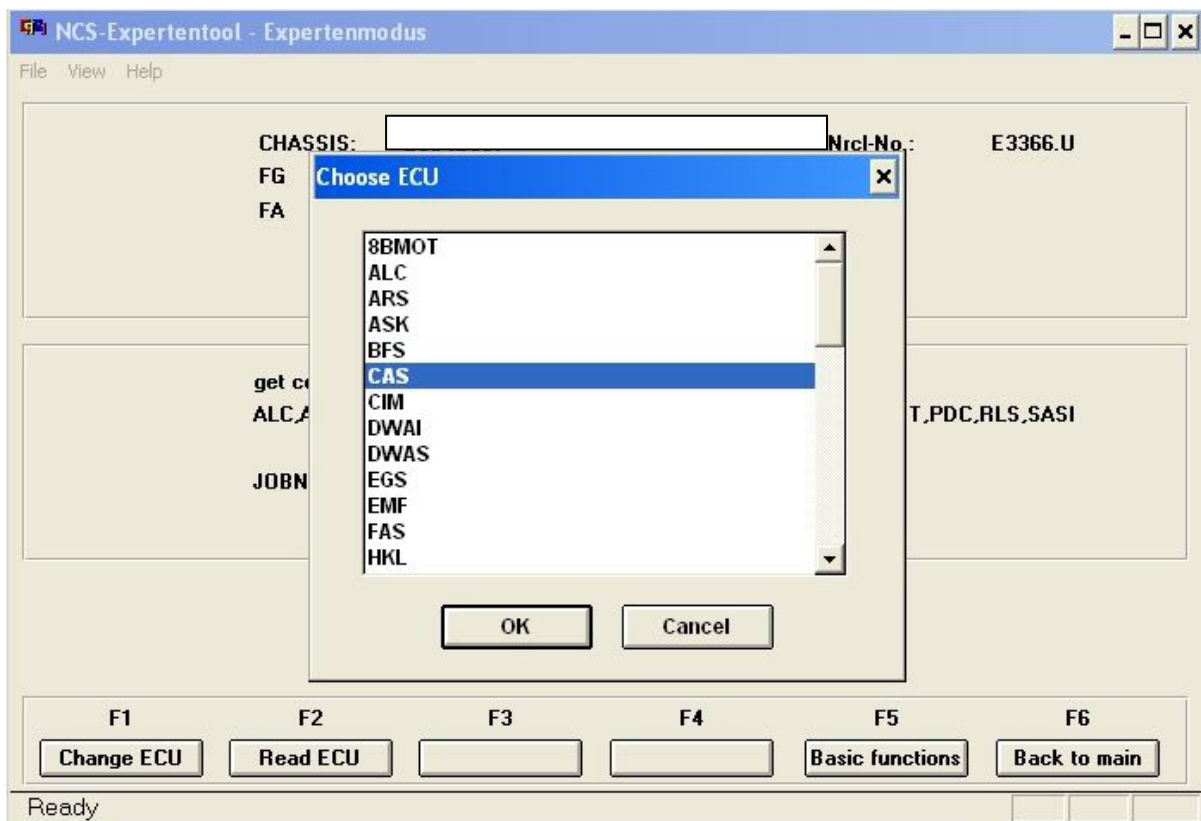 NCS-Expertentool - Expertenmodus
File View Help
CHASSIS: Nrcl-No.: E3366.U
FG
FA
Choose ECU
8BMOT
ALC
ARS
ASK
BFS
CAS
CIM
DWAI
DWAS
EGS
EMF
FAS
HKL
get
ALC,
T,PDC,RLS,SASI
JOBN
OK Cancel
F1 F2 F3 F4 F5 F6
Change ECU Read ECU Basic functions Back to main
Ready